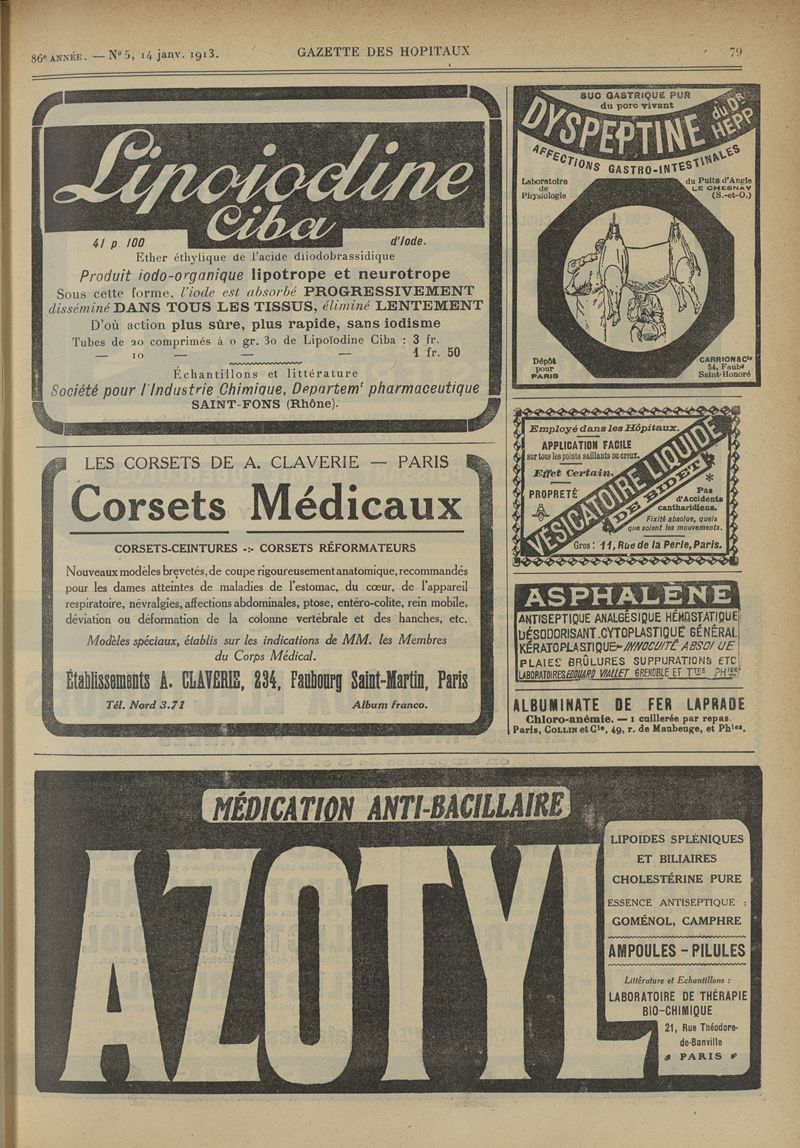 86e ANNÉE. — No 5, 14 janv. 1913.
GAZETTE DES HOPITAUX
79
Lipoiodine
Ciba
41 p 100
d'Iode.
Ether éthylique de l'acide diiodobrassidique
Produit iodo-organique lipotrope et neurotrope
Sous cette forme, l'iode est absorbé PROGRESSIVEMENT
disséminé DANS TOUS LES TISSUS, éliminé LENTEMENT
D'où action plus sûre, plus rapide, sans iodisme
Tubes de 20 comprimés à 0 gr. 30 de Lipoïodine Ciba : 3 fr.
— 10 — — — 1 fr. 50
Échantillons et littérature
Société pour l'Industrie Chimique, Departemt pharmaceutique
SAINT-FONS (Rhône).
LES CORSETS DE A. CLAVERIE — PARIS
Corsets Médicaux
CORSETS-CEINTURES -:- CORSETS RÉFORMATEURS
Nouveaux modèles brevetés, de coupe rigoureusement anatomique, recommandés
pour les dames atteintes de maladies de l'estomac, du cœur, de l'appareil
respiratoire, névralgies, affections abdominales, ptose, entéro-colite, rein mobile,
déviation ou déformation de la colonne vertébrale et des hanches, etc.
Modèles spéciaux, établis sur les indications de MM. les Membres
du Corps Médical.
Établissements A. CLAVERIE, 234, Faubourg Saint-Martin, Paris
Tél. Nord 3.71
Album franco.
SUC GASTRIQUE PUR
du porc vivant
DYSPEPTINE
du Dr
HEPP
AFFECTIONS GASTRO-INTESTINALES
Laboratoire
de
Physiologie
du Puits d'Angle
LE CHESNAY
(S.-et-O.)
Dépôt
pour
PARIS
CARRION & Cie
54, Faubg
Saint-Honoré
Employé dans les Hôpitaux.
APPLICATION FACILE
sur tous les points saillants ou creux.
Effet Certain.
PROPRETÉ
VESICATOIRE LIQUIDE
DE BIDET
*
Pas
d'Accidents
cantharidiens.
Fixité absolue, quels
que soient les mouvements.
Gros : 11, Rue de la Perle, Paris.
ASPHALÈNE
ANTISEPTIQUE ANALGÉSIQUE HÉMOSTATIQUE
DÉSODORISANT.CYTOPLASTIQUE GÉNÉRAL
KÉRATOPLASTIQUE-INNOCUITÉ ABSOLUE
PLAIES BRÛLURES SUPPURATIONS ETC
LABORATOIRES EDOUARD VIALLET GRENOBLE ET TTES PHIES
ALBUMINATE DE FER LAPRADE
Chloro-anémie. — 1 cuillerée par repas.
Paris, COLLIN et Cie, 49, r. de Maubeuge, et Phies.
MÉDICATION ANTI-BACILLAIRE
AZOTYL
LIPOIDES SPLÉNIQUES
ET BILIAIRES
CHOLESTÉRINE PURE
ESSENCE ANTISEPTIQUE :
GOMÉNOL, CAMPHRE
AMPOULES - PILULES
Littérature et Echantillons :
LABORATOIRE DE THÉRAPIE
BIO-CHIMIQUE
21, Rue Théodore-
de-Banville
PARIS